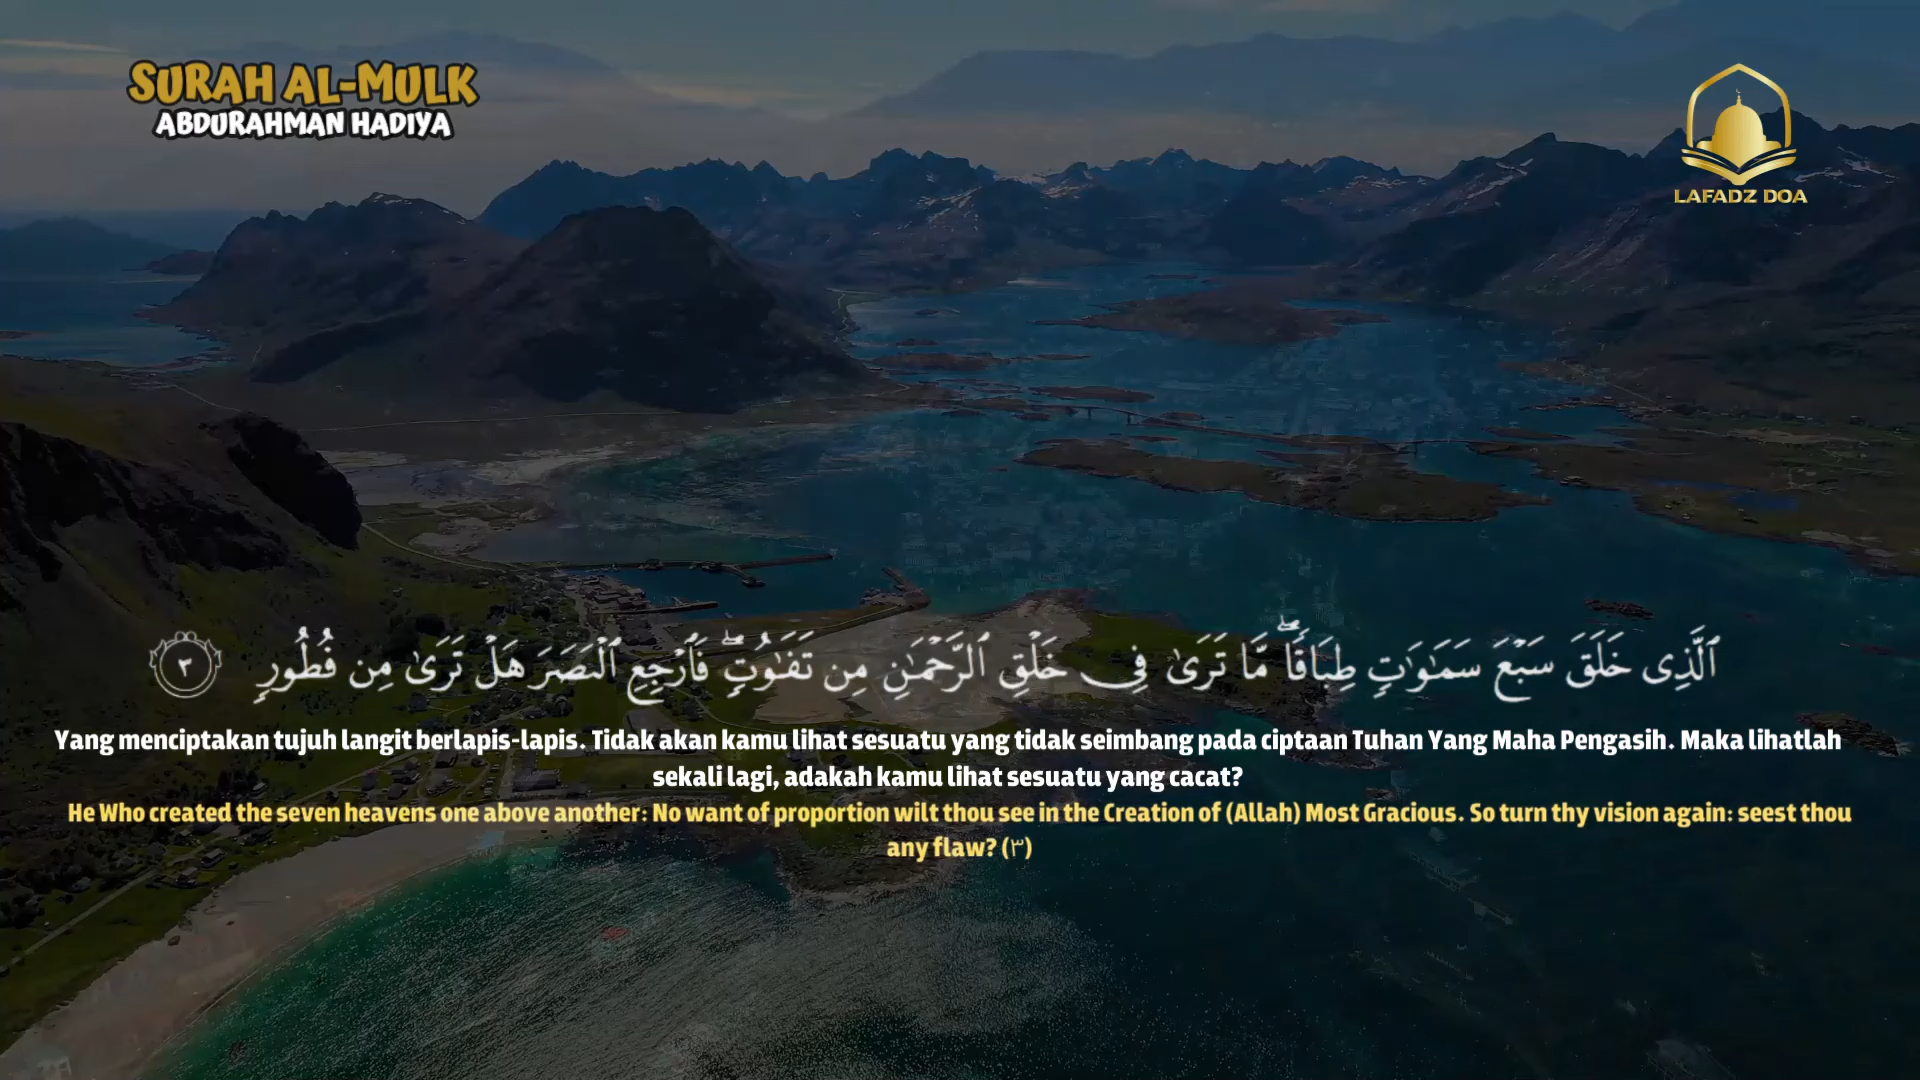 SURAH AL-MULK
ABDURAHMAN HADIYA
LAFADZ DOA
ٱلَّذِى خَلَقَ سَبْعَ سَمَـٰوَٰتٍ طِبَاقًا ۖ مَّا تَرَىٰ فِى خَلْقِ ٱلرَّحْمَـٰنِ مِن تَفَـٰوُتٍ ۖ فَٱرْجِعِ ٱلْبَصَرَ هَلْ تَرَىٰ مِن فُطُورٍ ٣
Yang menciptakan tujuh langit berlapis-lapis. Tidak akan kamu lihat sesuatu yang tidak seimbang pada ciptaan Tuhan Yang Maha Pengasih. Maka lihatlah
sekali lagi, adakah kamu lihat sesuatu yang cacat?
He Who created the seven heavens one above another: No want of proportion wilt thou see in the Creation of (Allah) Most Gracious. So turn thy vision again: seest thou
any flaw? (٣)